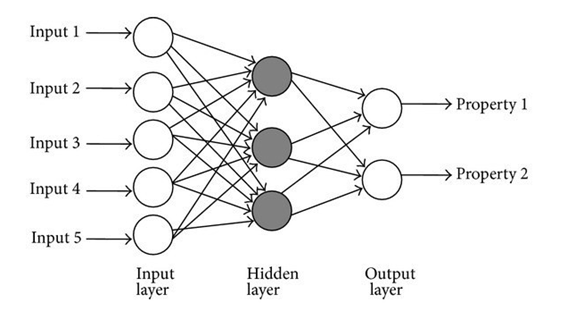 Input 1
Input 2
Input 3
Input 4
Input 5
Property 1
Property 2
Input
layer
Hidden
layer
Output
layer